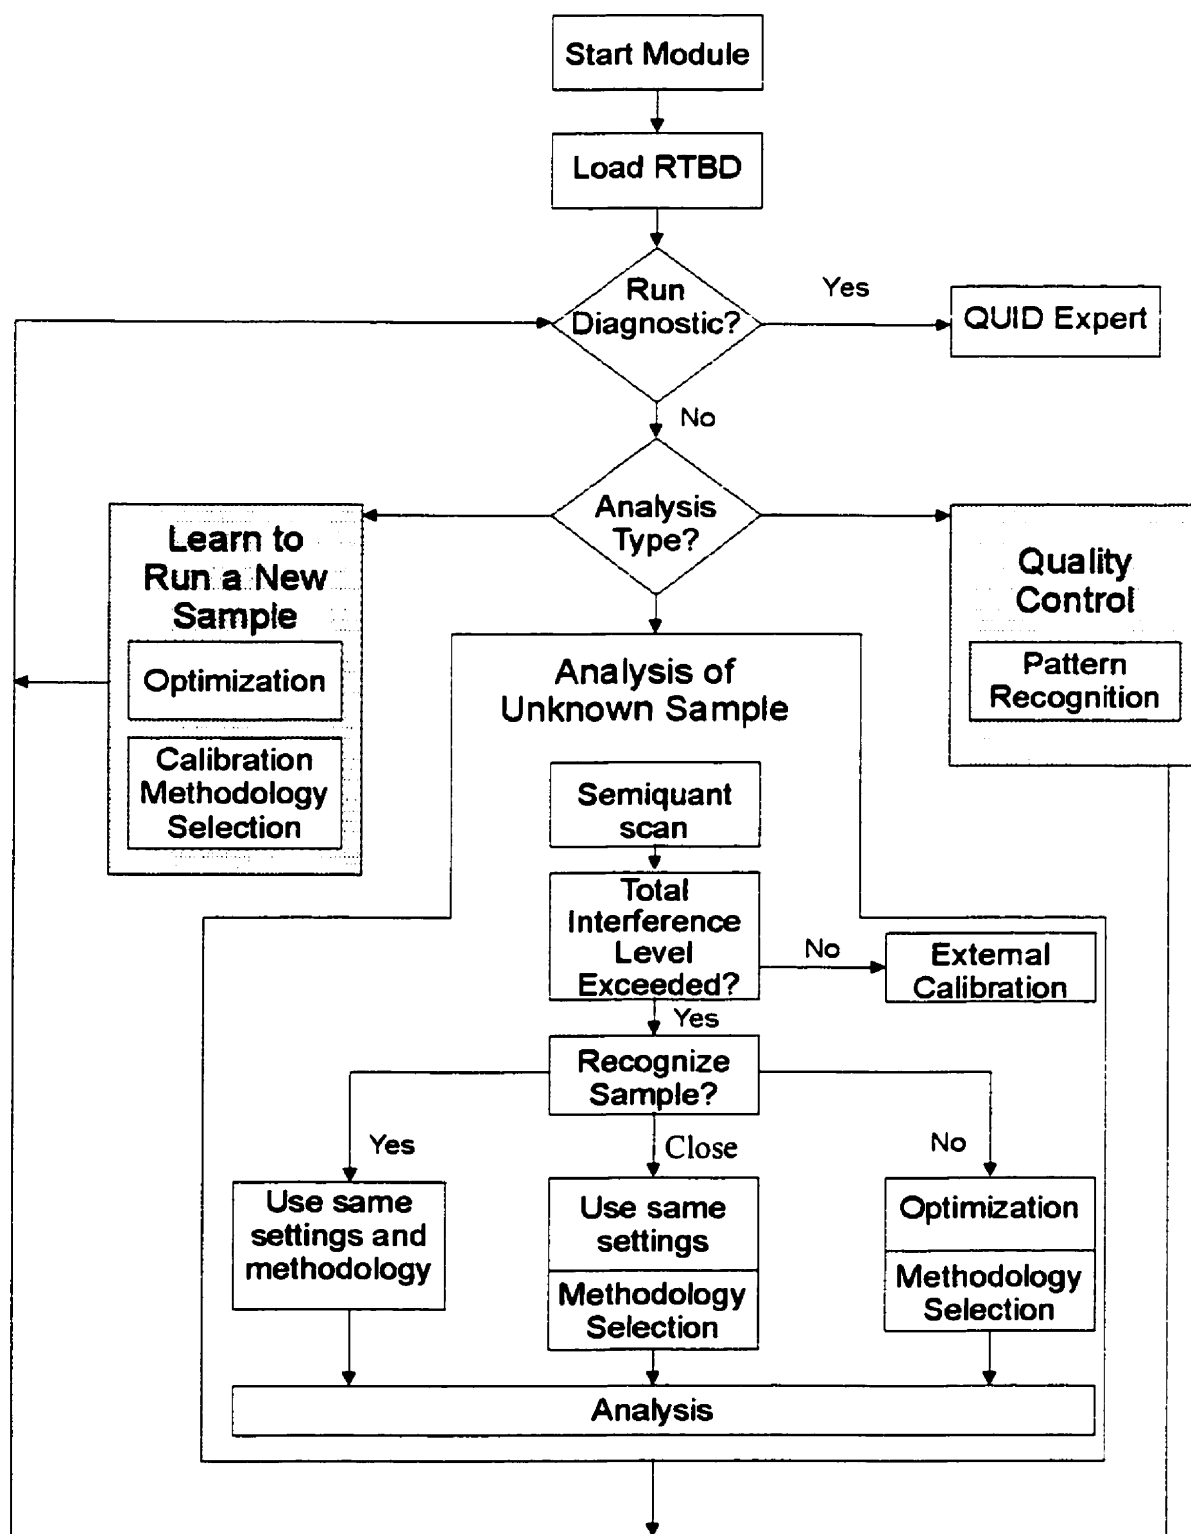 Start Module
Load RTBD
Run
Diagnostic?
Yes
QUID Expert
No
Analysis
Type?
Learn to
Run a New
Sample
Optimization
Calibration
Methodology
Selection
Quality
Control
Pattern
Recognition
Analysis of
Unknown Sample
Semiquant
scan
Total
Interference
Level
Exceeded?
No
External
Calibration
Yes
Recognize
Sample?
Yes
Close
No
Use same
settings and
methodology
Use same
settings
Methodology
Selection
Optimization
Methodology
Selection
Analysis